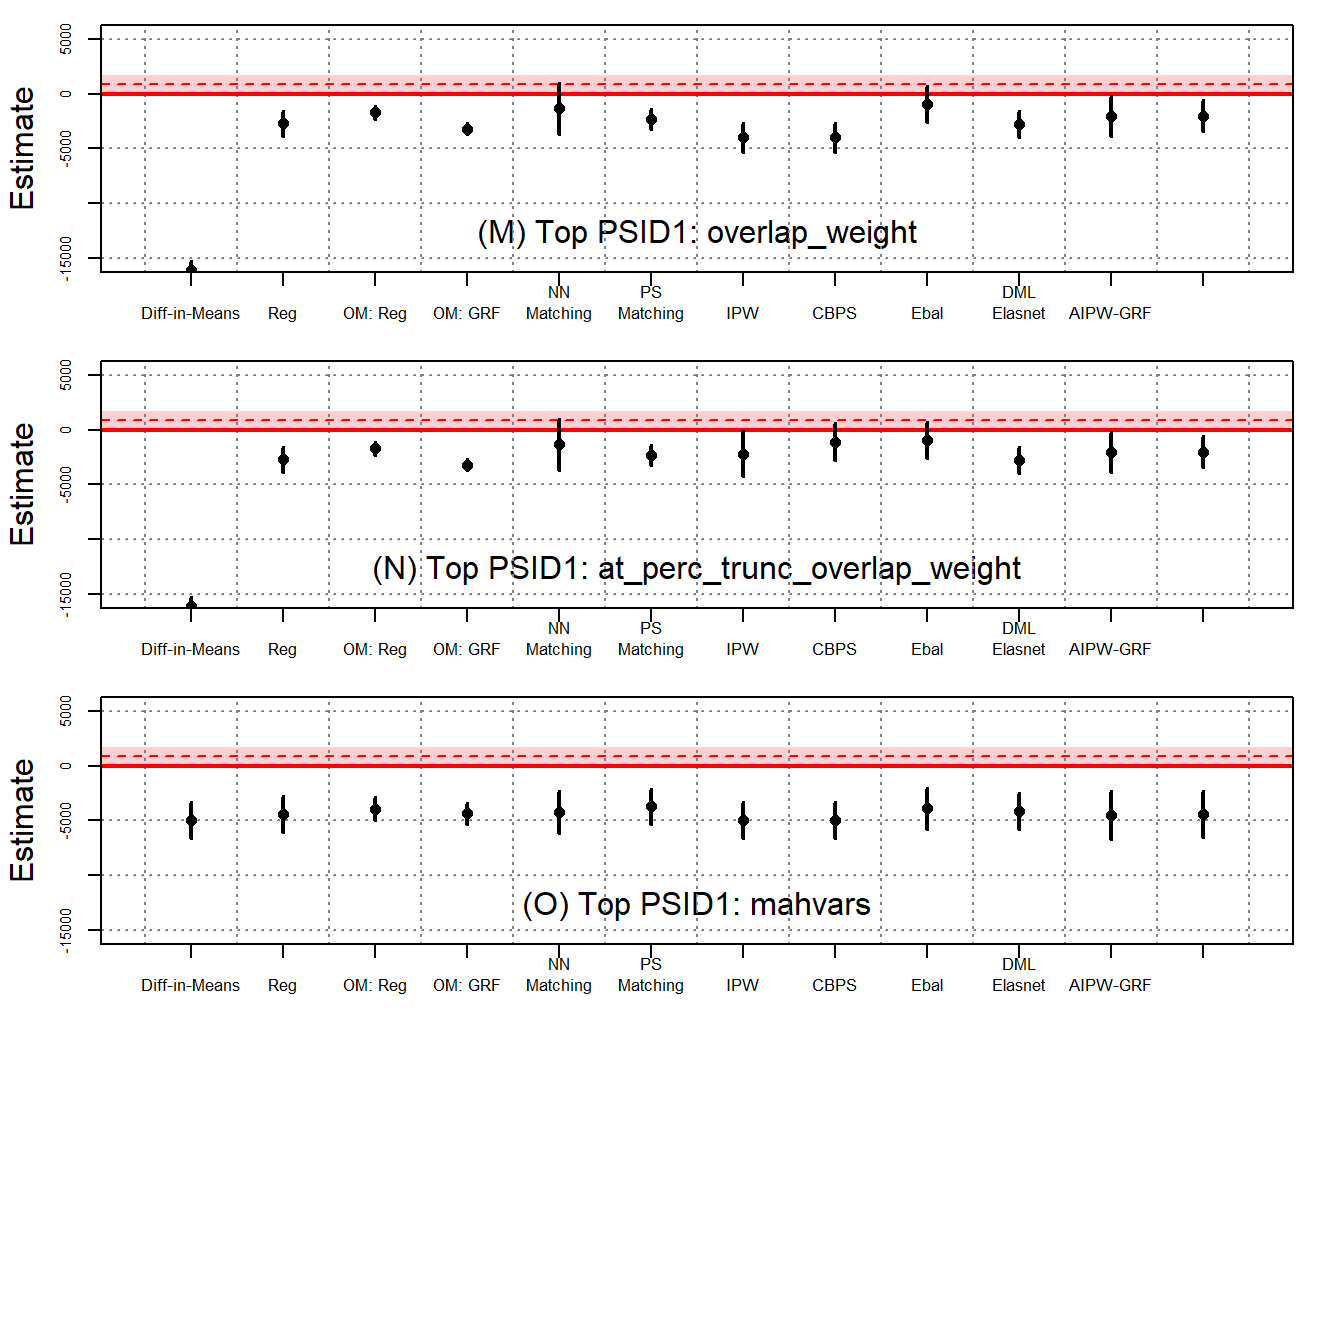 Estimate
5000
0
-5000
-15000
(M) Top PSID1: overlap_weight
Diff-in-Means Reg OM: Reg OM: GRF NN Matching PS Matching IPW CBPS Ebal DML Elasnet AIPW-GRF
Estimate
5000
0
-5000
-15000
(N) Top PSID1: at_perc_trunc_overlap_weight
Diff-in-Means Reg OM: Reg OM: GRF NN Matching PS Matching IPW CBPS Ebal DML Elasnet AIPW-GRF
Estimate
5000
0
-5000
-15000
(O) Top PSID1: mahvars
Diff-in-Means Reg OM: Reg OM: GRF NN Matching PS Matching IPW CBPS Ebal DML Elasnet AIPW-GRF